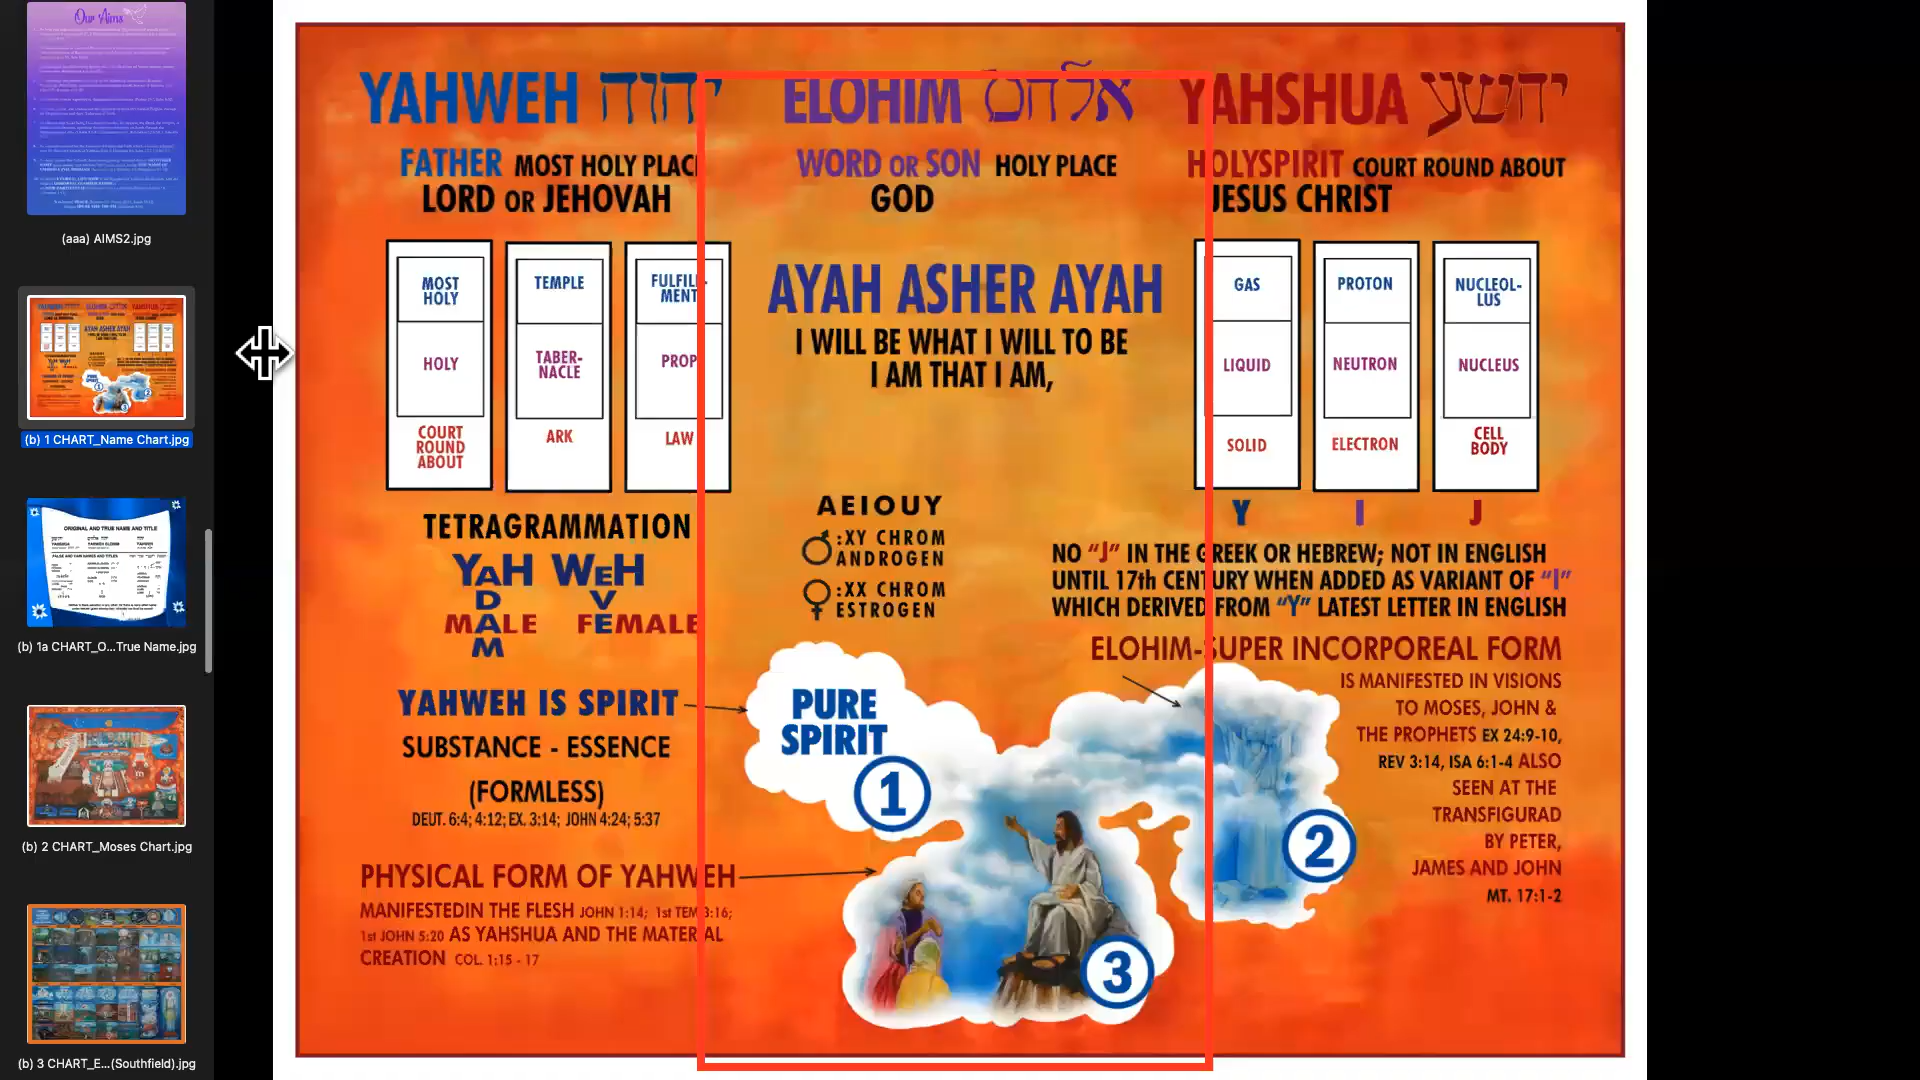 Our Aims
(aaa) AIMS2.jpg
(b) 1 CHART_Name Chart.jpg
ORIGINAL AND TRUE NAME AND TITLE
(b) 1a CHART_O...True Name.jpg
(b) 2 CHART_Moses Chart.jpg
(b) 3 CHART_E...(Southfield).jpg
YAHWEH יהוה
FATHER MOST HOLY PLAC
LORD OR JEHOVAH
ELOHIM אלהם
WORD OR SON HOLY PLACE
GOD
YAHSHUA יהשע
HOLYSPIRIT COURT ROUND ABOUT
JESUS CHRIST
MOST
HOLY
HOLY
COURT
ROUND
ABOUT
TEMPLE
TABER-
NACLE
ARK
FULFILL-
MENT
PROP
LAW
AYAH ASHER AYAH
I WILL BE WHAT I WILL TO BE
I AM THAT I AM,
GAS
LIQUID
SOLID
PROTON
NEUTRON
ELECTRON
NUCLEOL-
LUS
NUCLEUS
CELL
BODY
Y I J
TETRAGRAMMATION
YAH WEH
D V
MALE FEMALE
M
AEIOUY
:XY CHROM
ANDROGEN
:XX CHROM
ESTROGEN
NO "J" IN THE GREEK OR HEBREW; NOT IN ENGLISH
UNTIL 17th CENTURY WHEN ADDED AS VARIANT OF "I"
WHICH DERIVED FROM "Y" LATEST LETTER IN ENGLISH
YAHWEH IS SPIRIT
SUBSTANCE - ESSENCE
(FORMLESS)
DEUT. 6:4; 4:12; EX. 3:14; JOHN 4:24; 5:37
PURE
SPIRIT
1
ELOHIM-SUPER INCORPOREAL FORM
IS MANIFESTED IN VISIONS
TO MOSES, JOHN &
THE PROPHETS EX 24:9-10,
REV 3:14, ISA 6:1-4 ALSO
SEEN AT THE
TRANSFIGURAD
BY PETER,
JAMES AND JOHN
MT. 17:1-2
2
PHYSICAL FORM OF YAHWEH
MANIFESTEDIN THE FLESH JOHN 1:14; 1st TEM 3:16;
1st JOHN 5:20 AS YAHSHUA AND THE MATERIAL
CREATION COL. 1:15 - 17
3